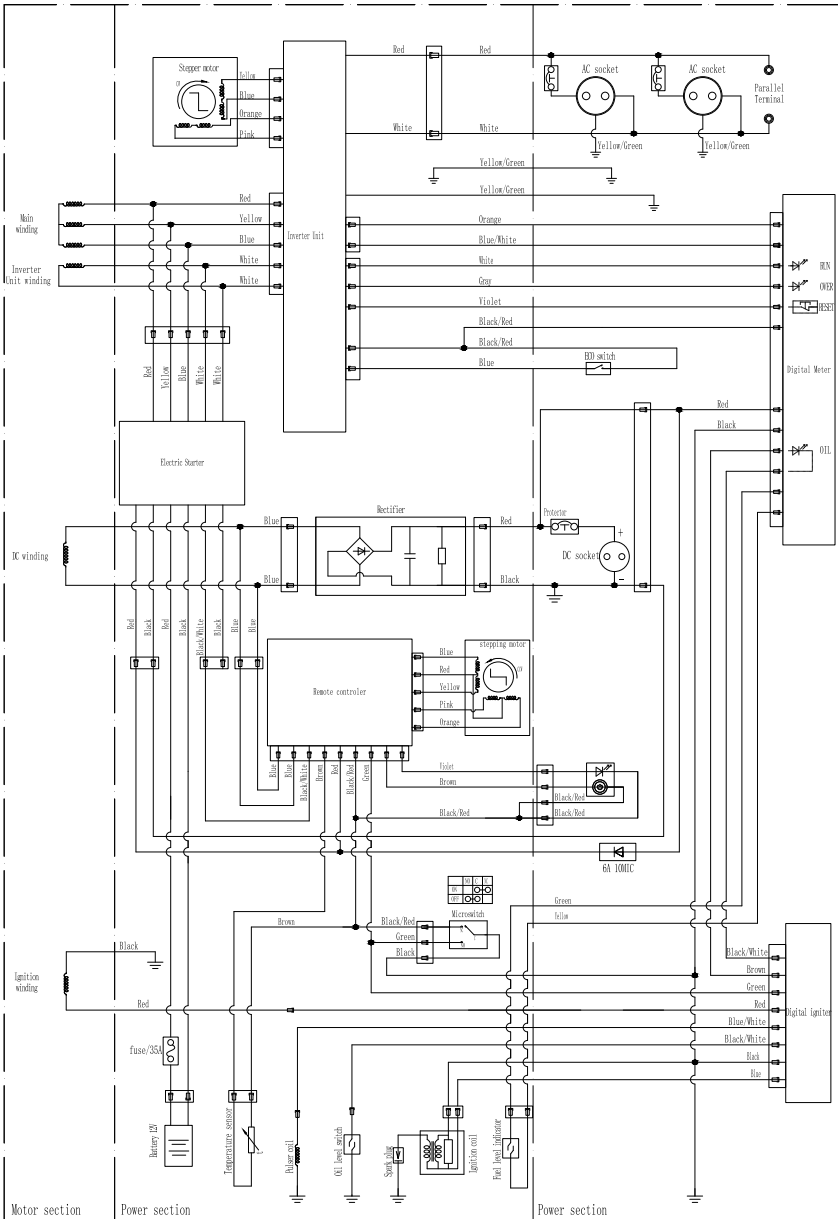 Red
Red
Stepper motor
AC socket
AC socket
Yellow
Blue
Orange
Pink
Parallel
Terminal
White
White
Yellow/Green
Yellow/Green
Yellow/Green
Yellow/Green
Main
winding
Red
Yellow
Blue
White
White
Inverter
Unit winding
Inverter Unit
Orange
Blue/White
White
Gray
Violet
Black/Red
Black/Red
Blue
ECO switch
RUN
OVER
RESET
Digital Meter
Red
Yellow
Blue
White
White
Red
Black
OIL
Electric Starter
Rectifier
DC winding
Blue
Blue
Red
Black
Protertor
DC socket
+
-
Red
Black
Red
Black
Black/White
Black
Blue
Blue
Remote controler
stepping motor
Blue
Red
Yellow
Pink
Orange
Blue
Blue
Black/White
Brown
Red
Black/Red
Green
Violet
Brown
Black/Red
Black/Red
Black/Red
6A 10MIC
ON
OFF
Microswitch
Brown
Black/Red
Green
Black
Green
Yellow
Black
Ignition
winding
Red
Black/White
Brown
Green
Red
Blue/White
Black/White
Black
Blue
Digital igniter
fuse/35A
Battery 12V
Temperature sensor
Pulser coil
Oil level switch
Spark plug
Ignition coil
Fuel level indicator
Motor section
Power section
Power section